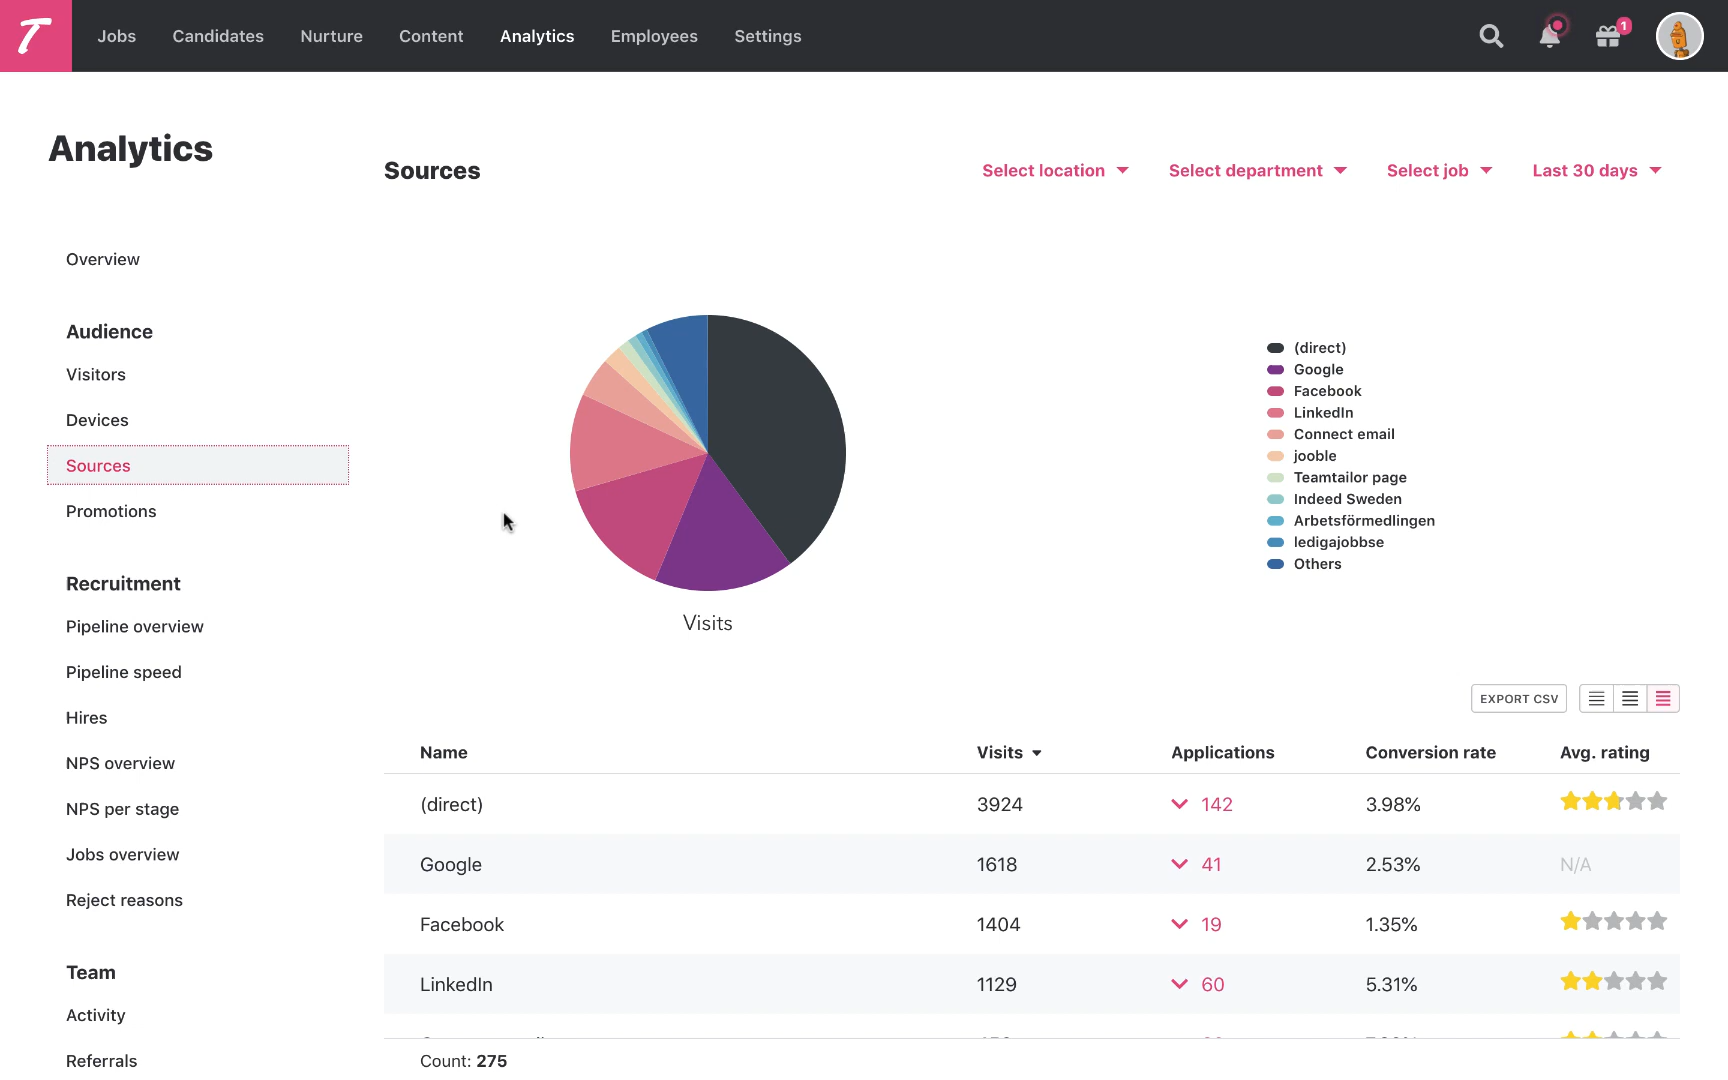 T Jobs Candidates Nurture Content Analytics Employees Settings 1
Analytics
Overview
Audience
Visitors
Devices
Sources
Promotions
Recruitment
Pipeline overview
Pipeline speed
Hires
NPS overview
NPS per stage
Jobs overview
Reject reasons
Team
Activity
Referrals
Sources Select location Select department Select job Last 30 days
Visits
(direct)
Google
Facebook
LinkedIn
Connect email
jooble
Teamtailor page
Indeed Sweden
Arbetsförmedlingen
ledigajobbse
Others
EXPORT CSV
Name Visits Applications Conversion rate Avg. rating
(direct) 3924 142 3.98%
Google 1618 41 2.53% N/A
Facebook 1404 19 1.35%
LinkedIn 1129 60 5.31%
Count: 275